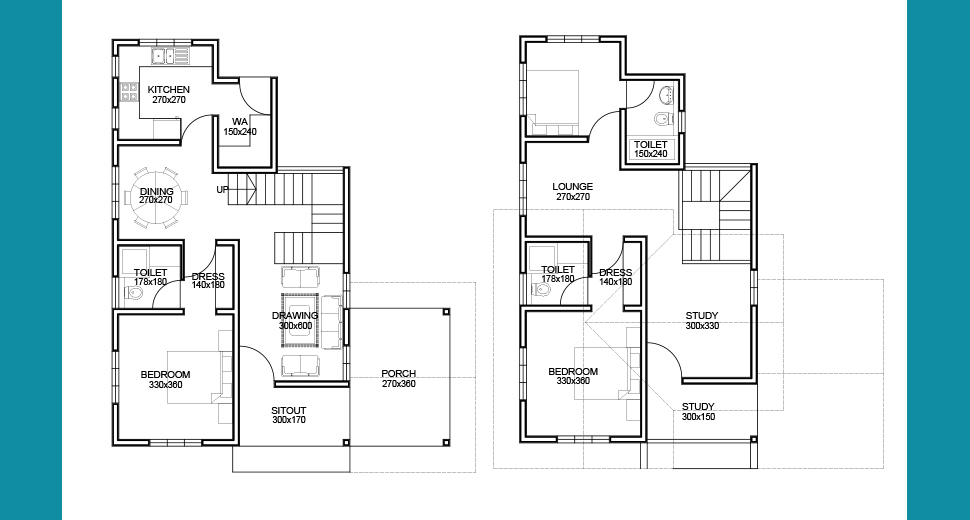 KITCHEN
270x270
WA
150x240
DINING
270x270
UP
TOILET
178x180
DRESS
140x180
DRAWING
300x600
BEDROOM
330x360
SITOUT
300x170
PORCH
270x360
TOILET
150x240
LOUNGE
270x270
TOILET
178x180
DRESS
140x180
STUDY
300x330
BEDROOM
330x360
STUDY
300x150